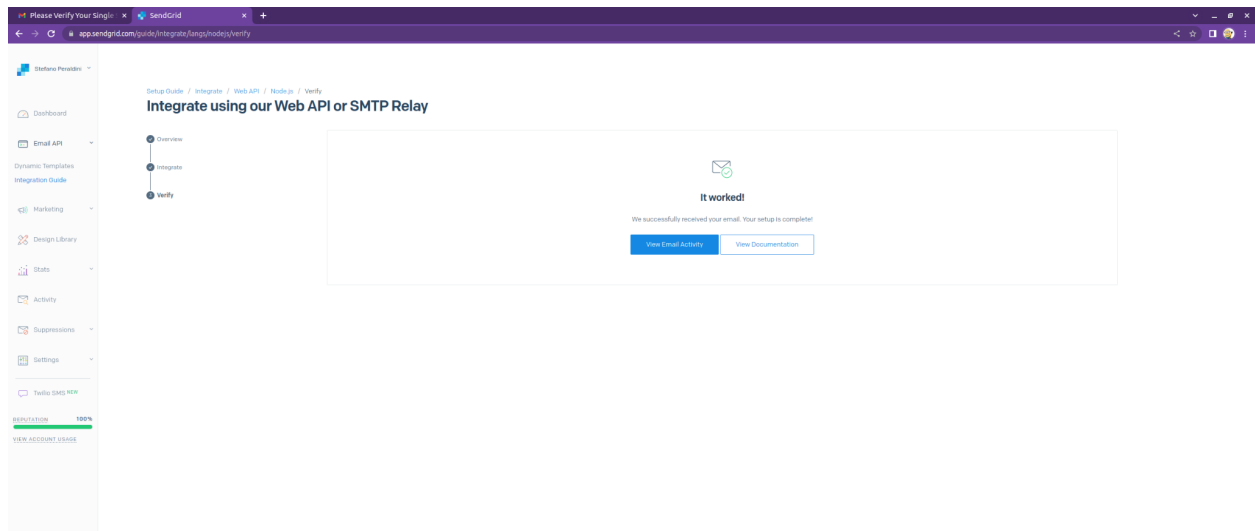 Please Verify Your Single
SendGrid
app.sendgrid.com/guide/integrate/langs/nodejs/verify
Stefano Peraldini
Dashboard
Email API
Dynamic Templates
Integration Guide
Marketing
Design Library
Stats
Activity
Suppressions
Settings
Twilio SMS NEW
REPUTATION 100%
VIEW ACCOUNT USAGE
Setup Guide / Integrate / Web API / Node.js / Verify
Integrate using our Web API or SMTP Relay
Overview
Integrate
3 Verify
It worked!
We successfully received your email. Your setup is complete!
View Email Activity View Documentation